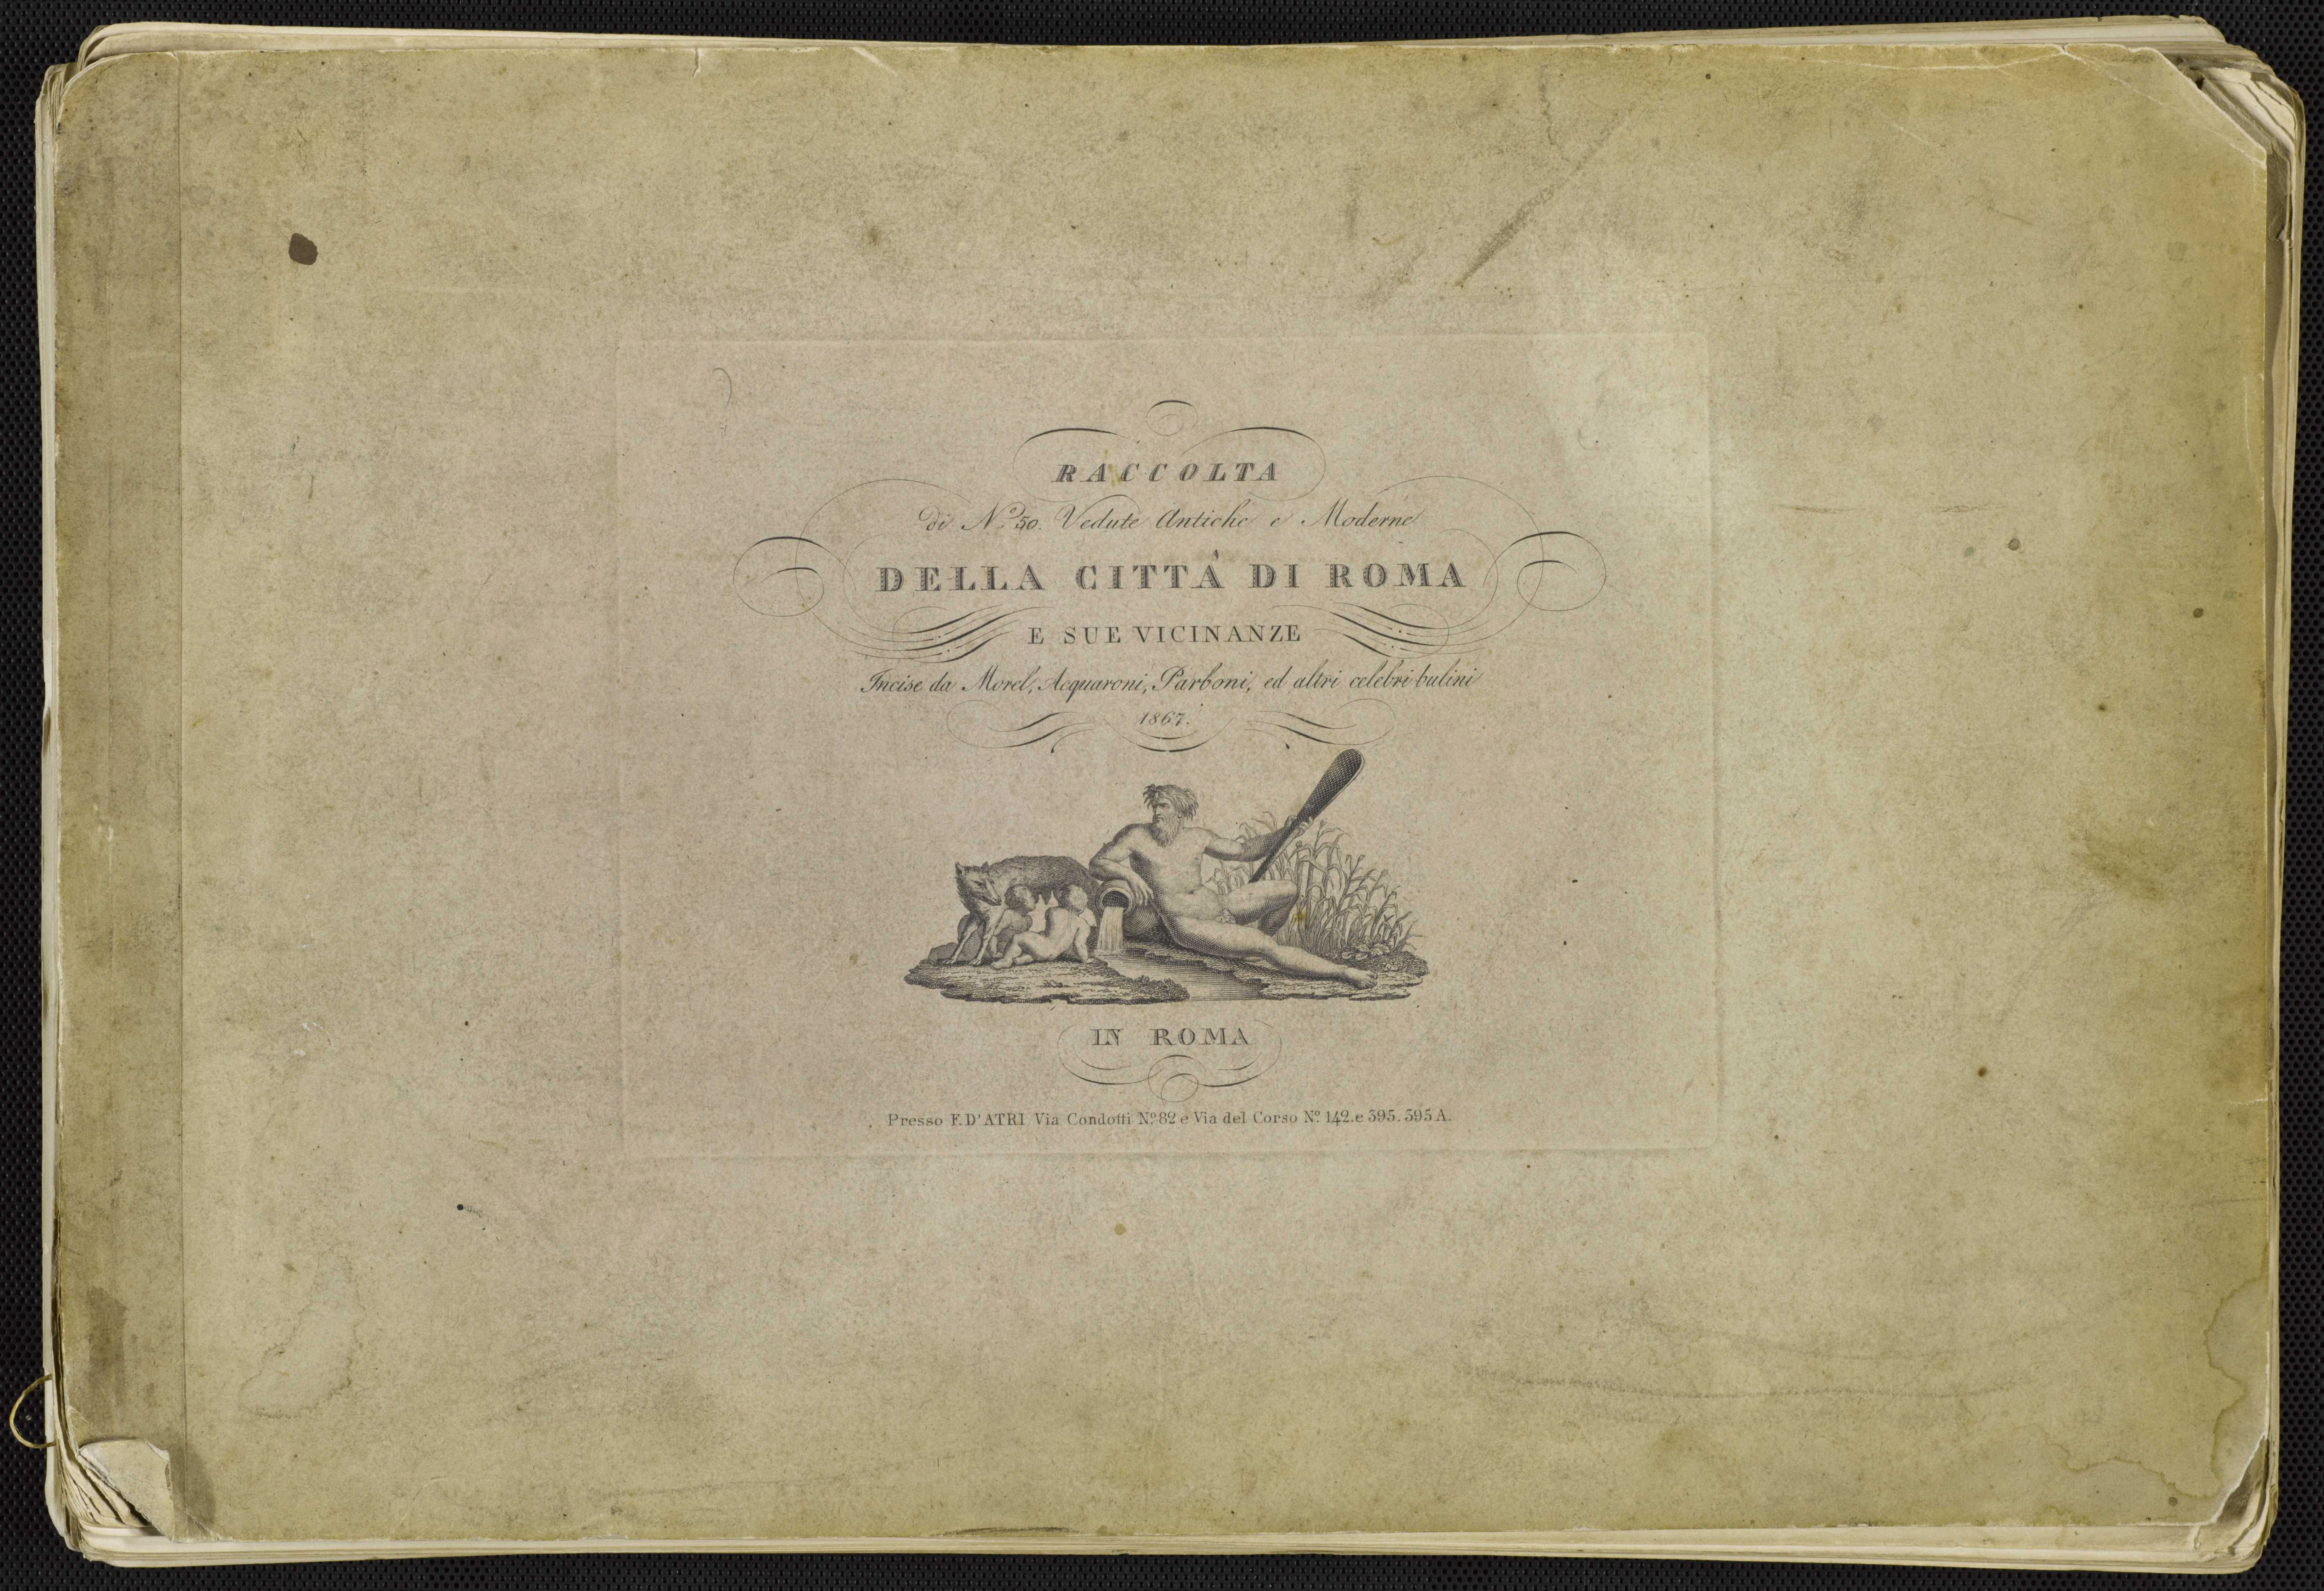 RACCOLTA
di N.º 50. Vedute Antiche e Moderne
DELLA CITTÀ DI ROMA
E SUE VICINANZE
Incise da Morel, Acquaroni, Parboni, ed altri celebri bulini
1867.
IN ROMA
Presso F. D'ATRI Via Condotti N.º 82 e Via del Corso N.º 142. e 395. 395 A.